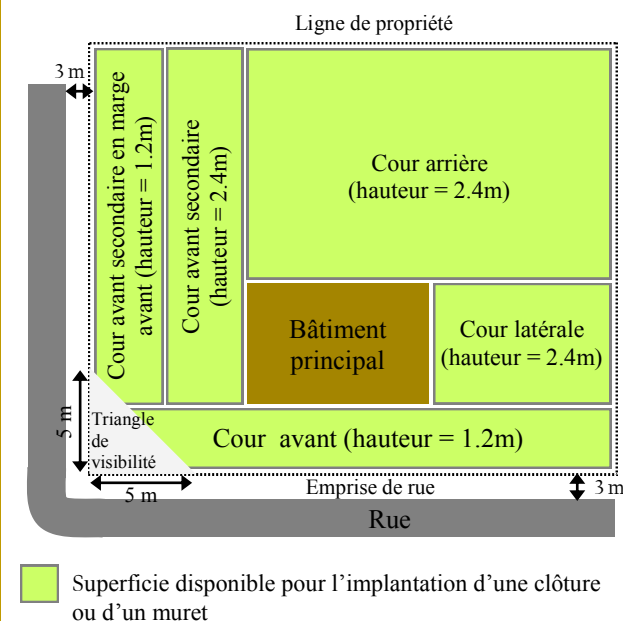 Ligne de propriété
3 m
Cour avant secondaire en marge
avant (hauteur = 1.2m)
Cour avant secondaire
(hauteur = 2.4m)
Cour arrière
(hauteur = 2.4m)
Bâtiment
principal
Cour latérale
(hauteur = 2.4m)
5 m
Triangle
de
visibilité
Cour avant (hauteur = 1.2m)
5 m
Emprise de rue
3 m
Rue
Superficie disponible pour l’implantation d’une clôture
ou d’un muret